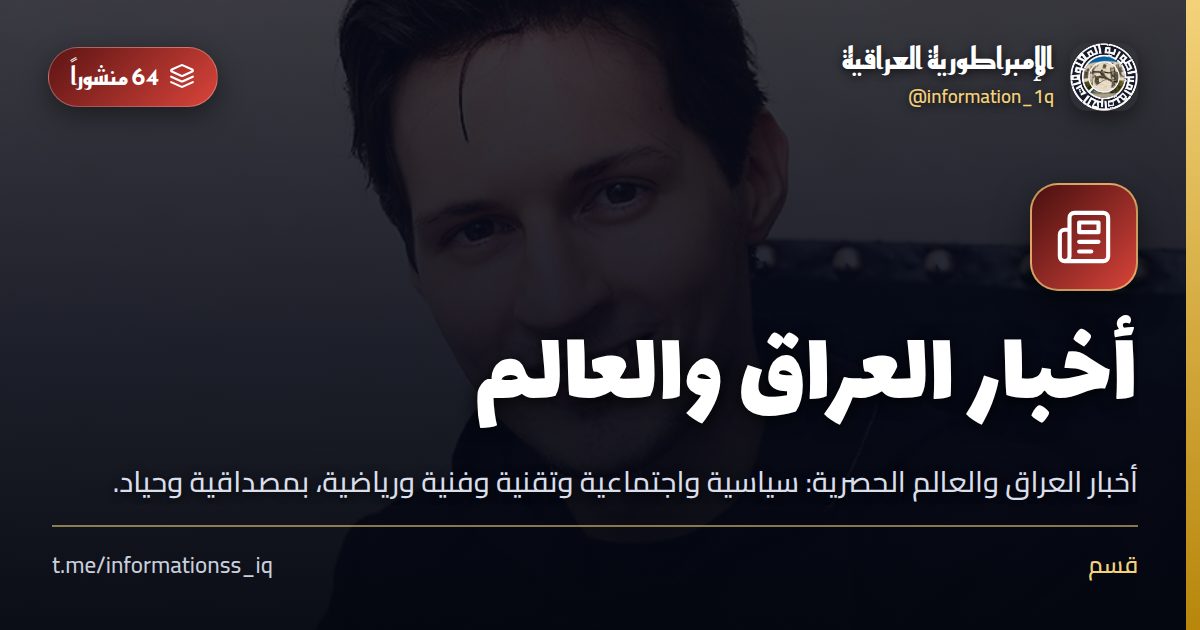 الإمبراطورية العراقية
@information_1q
64 منشوراً
أخبار العراق والعالم
أخبار العراق والعالم الحصرية: سياسية واجتماعية وتقنية وفنية ورياضية، بمصداقية وحياد.
قسم
t.me/informationss_iq